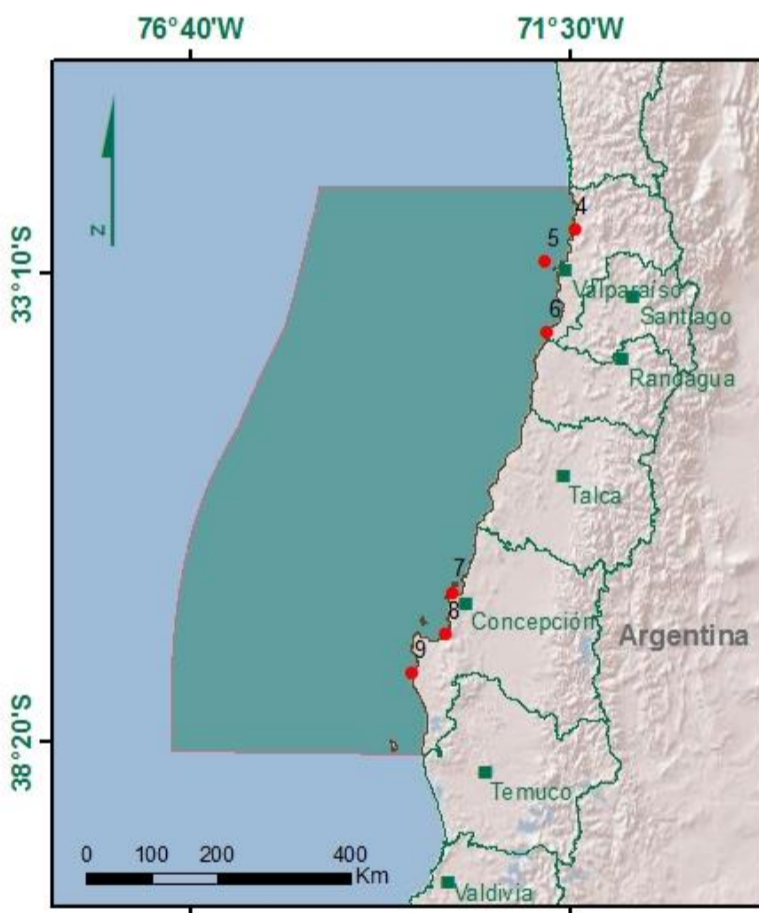 76°40'W
71°30'W
z
33°10'S
4
5
Valparaíso
6
Santiago
Rancagua
Talca
7
8
Concepción
9
Argentina
38°20'S
Temuco
0 100 200 400
Km
Valdivia